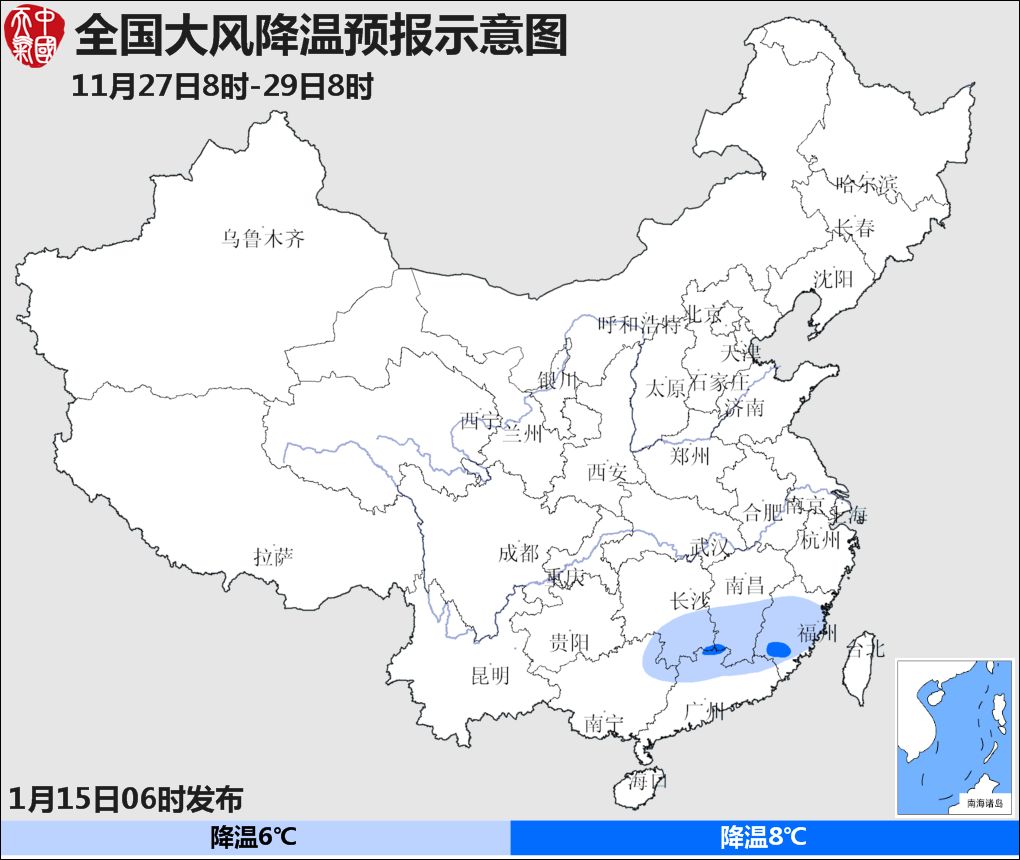 中國
天氣
全国大风降温预报示意图
11月27日8时-29日8时
哈尔滨
长春
乌鲁木齐
沈阳
呼和浩特
北京
天津
银川
太原
石家庄
济南
西宁
兰州
郑州
西安
合肥
南京
上海
杭州
武汉
成都
拉萨
重庆
南昌
长沙
福州
贵阳
台北
昆明
广州
南宁
海口
南海诸岛
1月15日06时发布
降温6℃
降温8℃